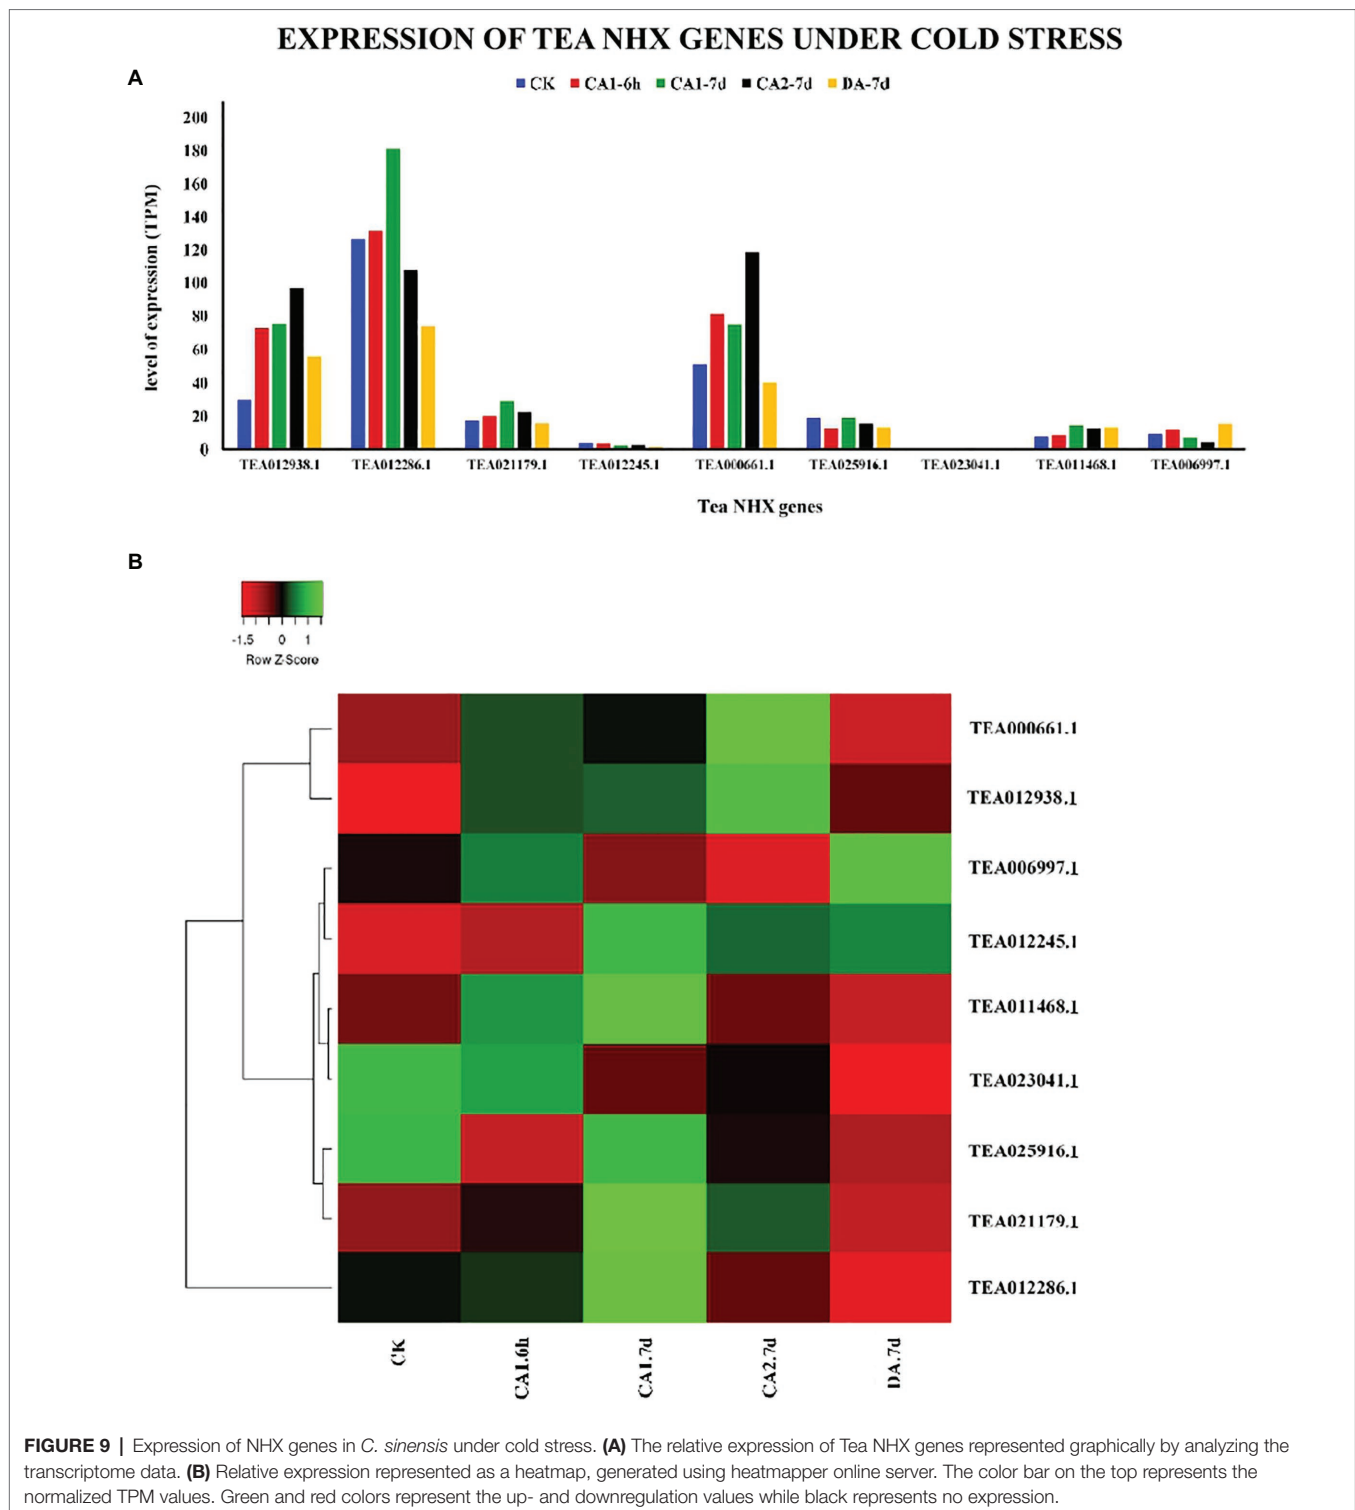 EXPRESSION OF TEA NHX GENES UNDER COLD STRESS
A
CK CA1-6h CA1-7d CA2-7d DA-7d
level of expression (TPM)
200
180
160
140
120
100
80
60
40
20
0
TEA012938.1 TEA012286.1 TEA021179.1 TEA012245.1 TEA000661.1 TEA025916.1 TEA023041.1 TEA011468.1 TEA006997.1
Tea NHX genes
B
-1.5 0 1
Row Z-Score
TEA000661.1
TEA012938.1
TEA006997.1
TEA012245.1
TEA011468.1
TEA023041.1
TEA025916.1
TEA021179.1
TEA012286.1
CK CA1.6h CA1.7d CA2.7d DA.7d
FIGURE 9 | Expression of NHX genes in C. sinensis under cold stress. (A) The relative expression of Tea NHX genes represented graphically by analyzing the
transcriptome data. (B) Relative expression represented as a heatmap, generated using heatmapper online server. The color bar on the top represents the
normalized TPM values. Green and red colors represent the up- and downregulation values while black represents no expression.